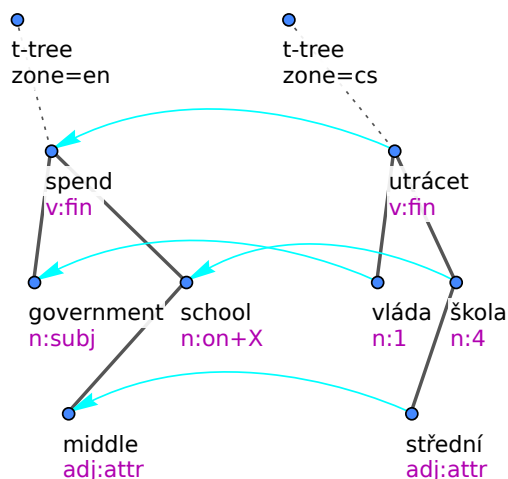 t-tree
zone=en
t-tree
zone=cs
spend
v:fin
utrácet
v:fin
government
n:subj
school
n:on+X
vláda
n:1
škola
n:4
middle
adj:attr
střední
adj:attr